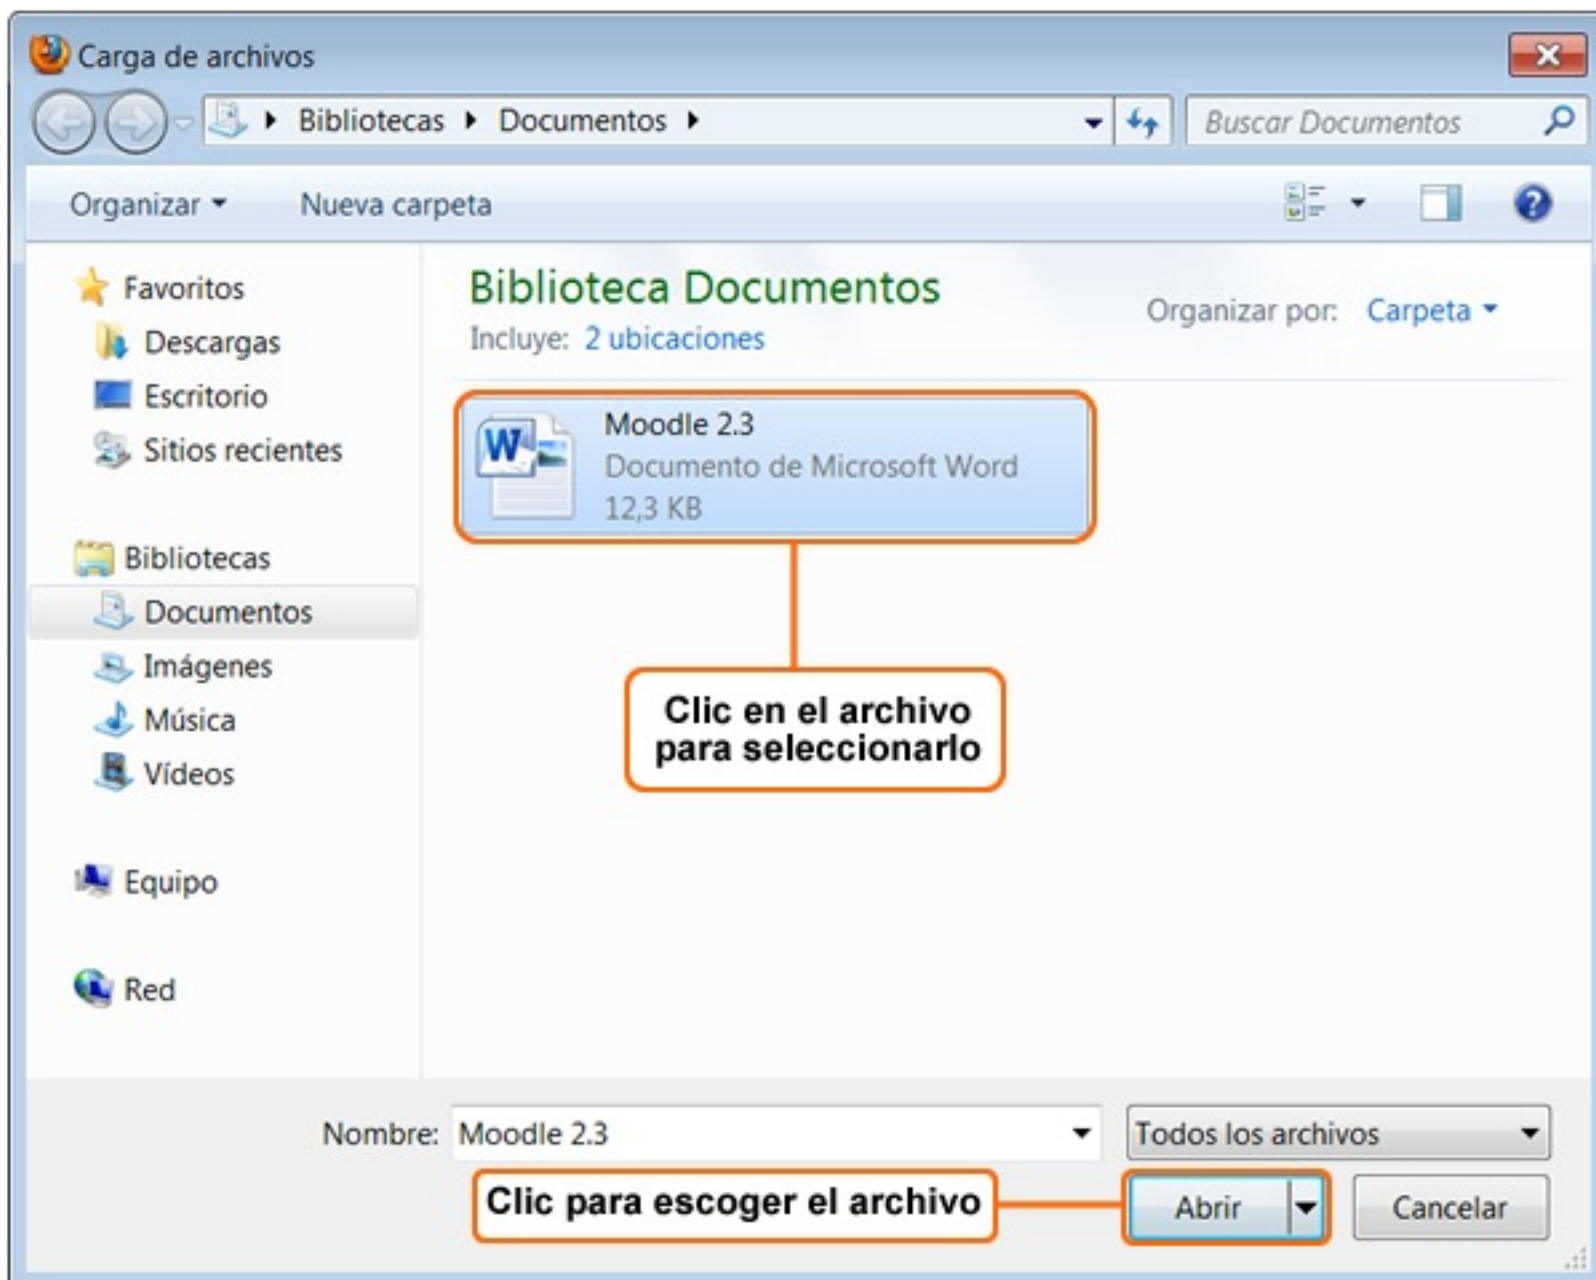 Carga de archivos
Bibliotecas Documentos
Buscar Documentos
Organizar Nueva carpeta
Favoritos
Descargas
Escritorio
Sitios recientes
Bibliotecas
Documentos
Imágenes
Música
Vídeos
Equipo
Red
Biblioteca Documentos
Incluye: 2 ubicaciones
Organizar por: Carpeta
Moodle 2.3
Documento de Microsoft Word
12,3 KB
Clic en el archivo
para seleccionarlo
Nombre: Moodle 2.3
Todos los archivos
Clic para escoger el archivo
Abrir
Cancelar